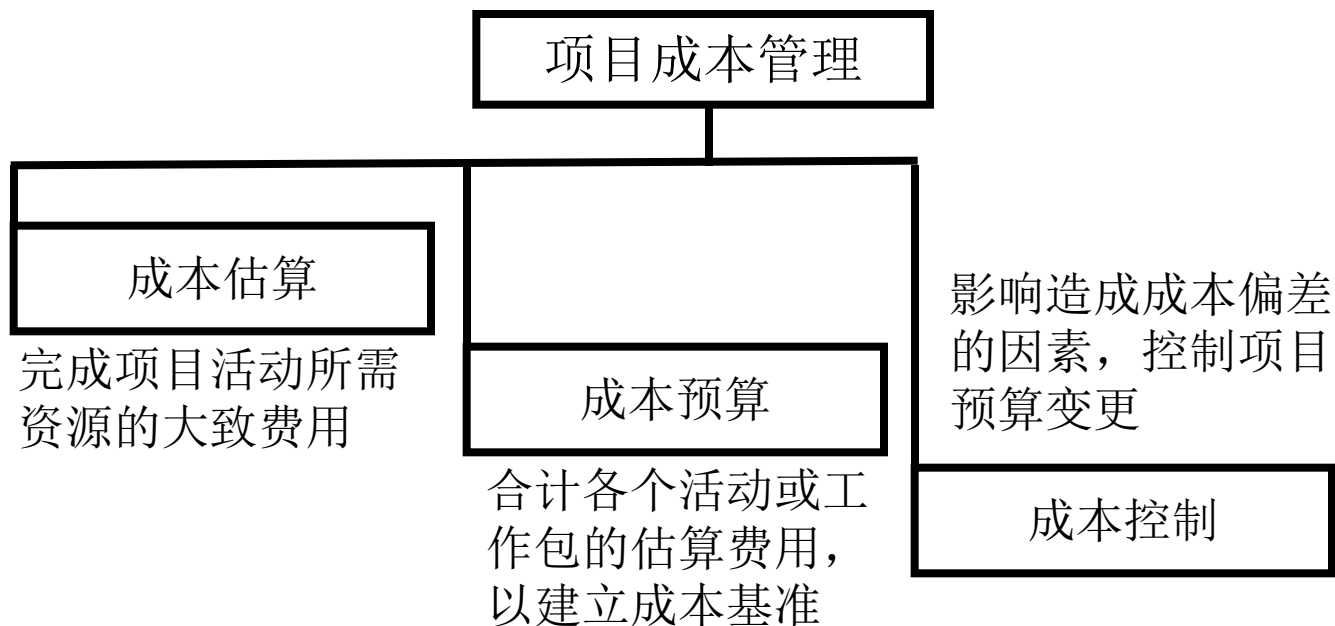 项目成本管理
成本估算
完成项目活动所需
资源的大致费用
成本预算
合计各个活动或工
作包的估算费用，
以建立成本基准
影响造成成本偏差
的因素，控制项目
预算变更
成本控制